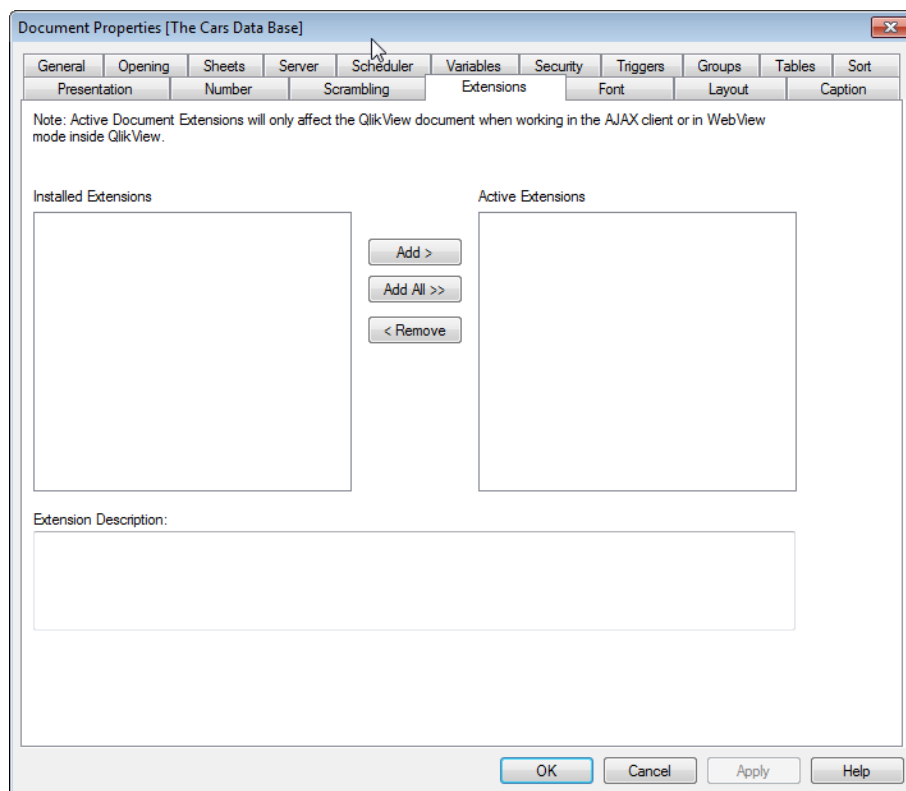 Document Properties [The Cars Data Base]
General Opening Sheets Server Scheduler Variables Security Triggers Groups Tables Sort
Presentation Number Scrambling Extensions Font Layout Caption
Note: Active Document Extensions will only affect the QlikView document when working in the AJAX client or in WebView
mode inside QlikView.
Installed Extensions Active Extensions
Add >
Add All >>
< Remove
Extension Description:
OK Cancel Apply Help